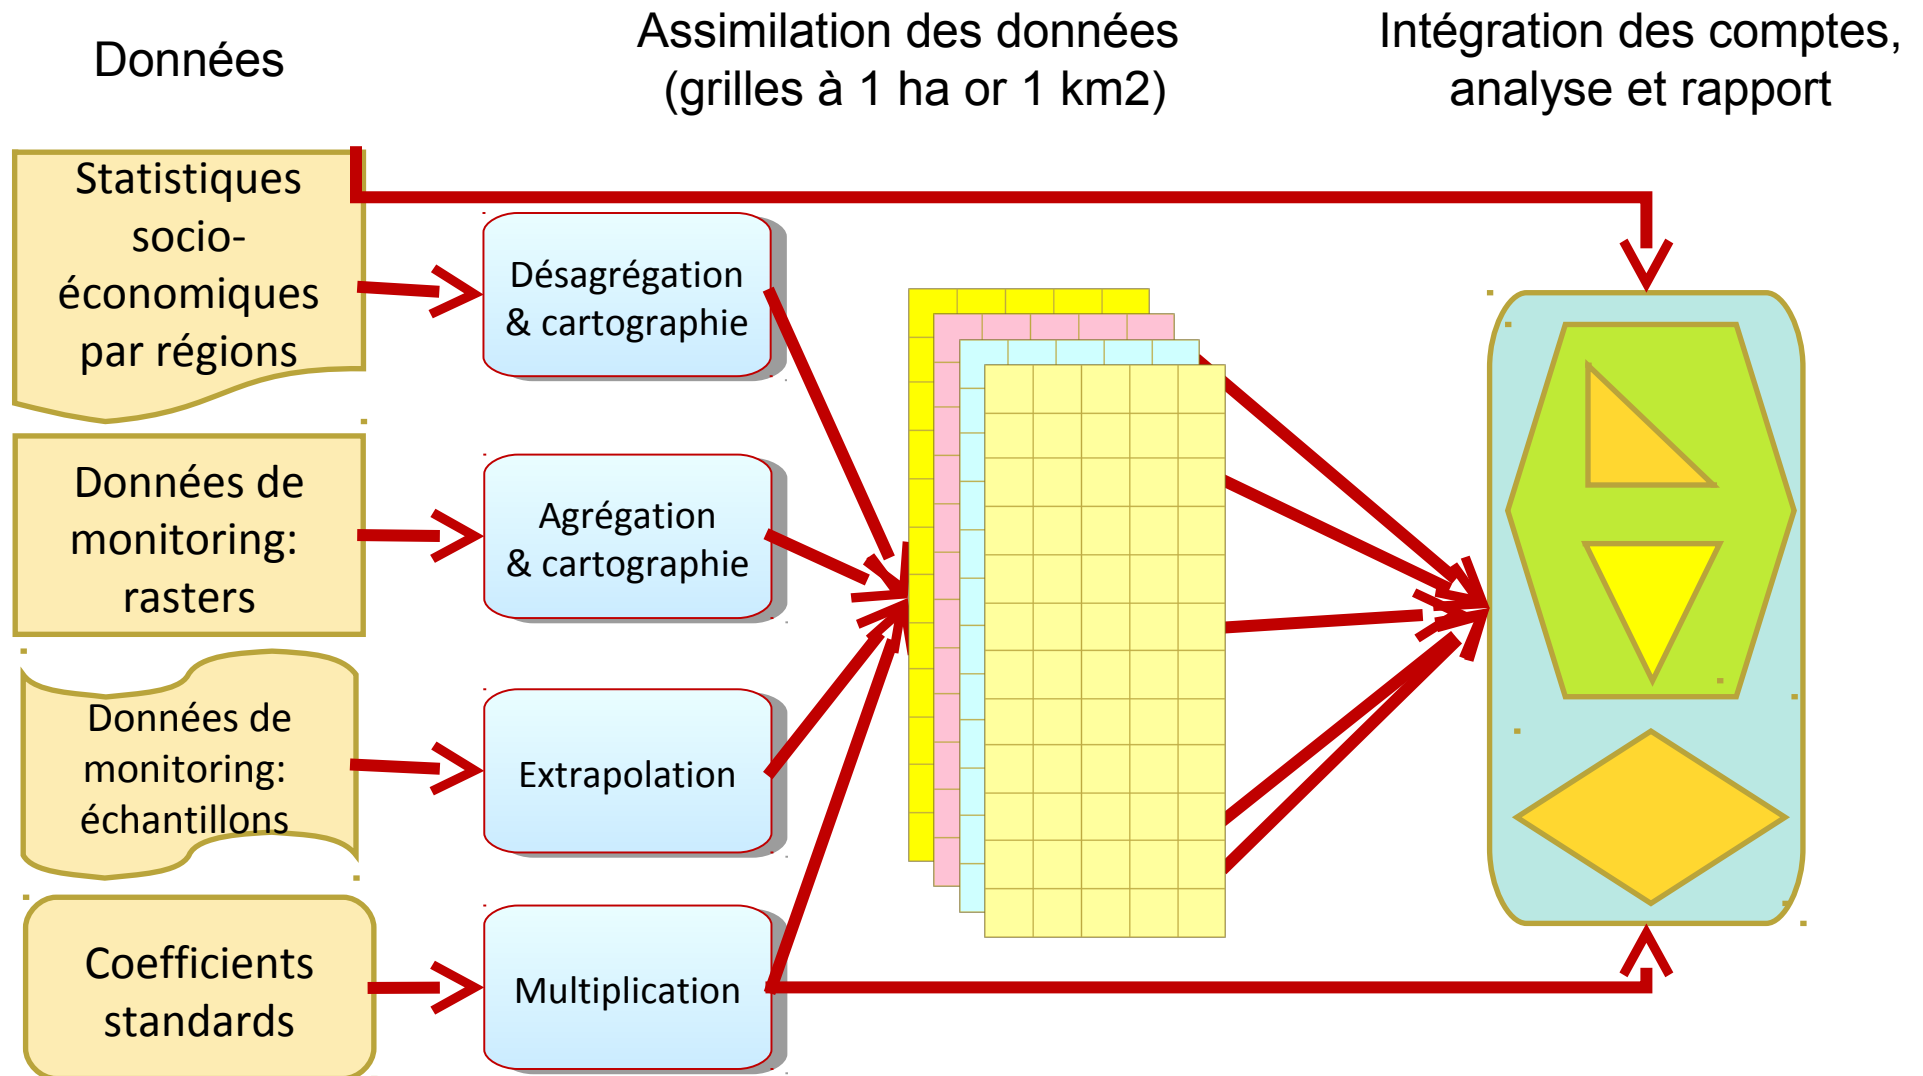 Données
Assimilation des données
(grilles à 1 ha or 1 km2)
Intégration des comptes,
analyse et rapport
Statistiques
socio-
économiques
par régions
Désagrégation
& cartographie
Données de
monitoring:
rasters
Agrégation
& cartographie
Données de
monitoring:
échantillons
Extrapolation
Coefficients
standards
Multiplication